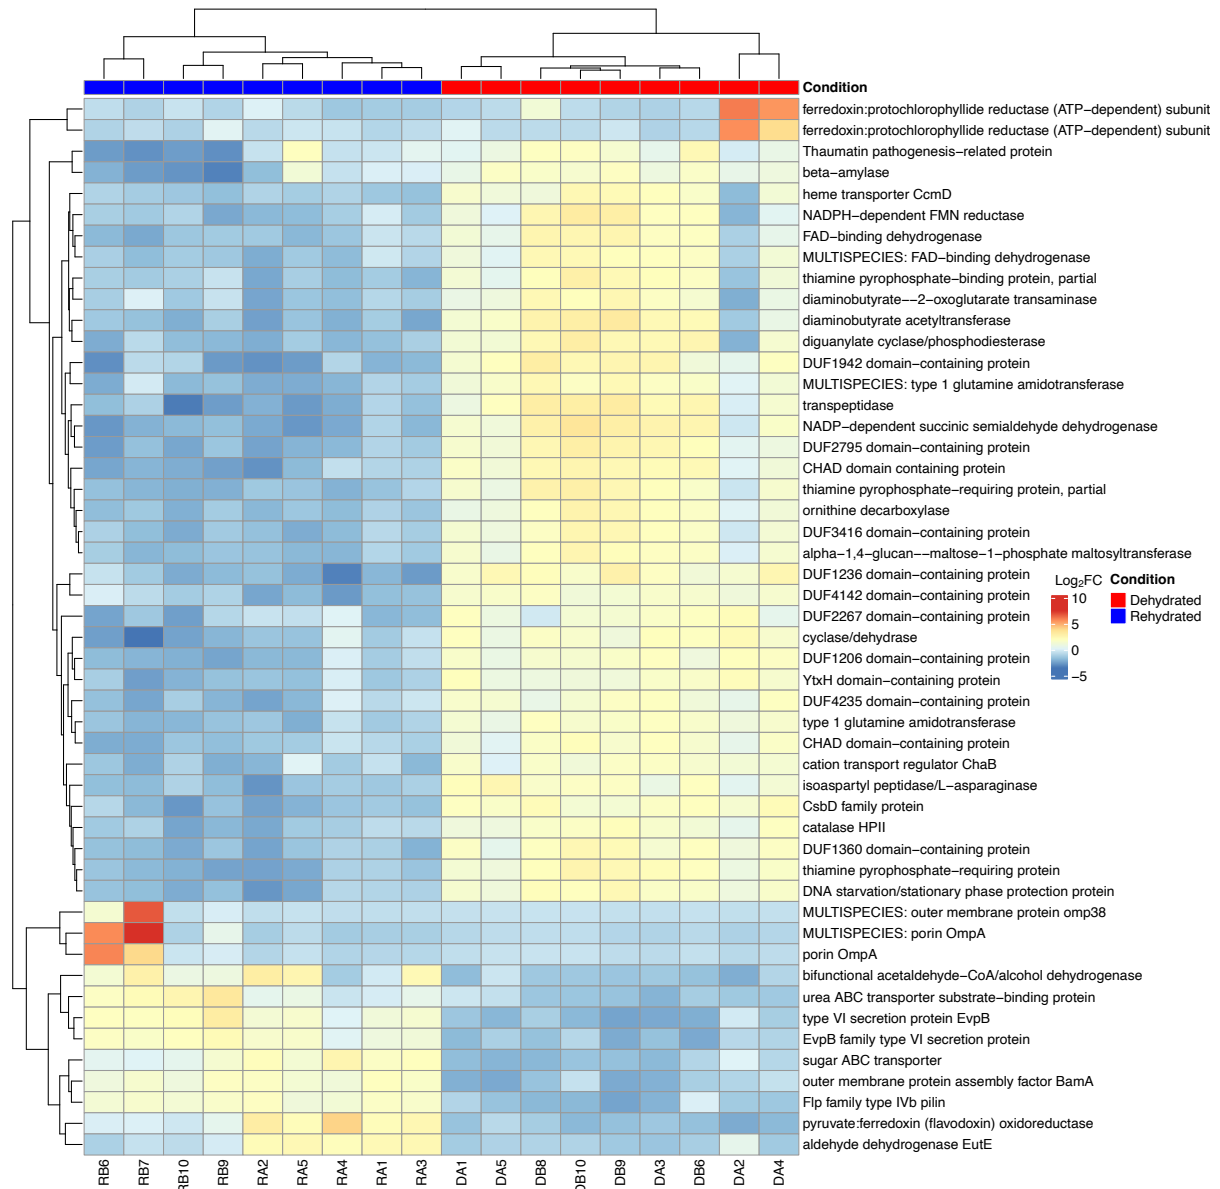 Condition
ferredoxin:protochlorophyllide reductase (ATP−dependent) subunit
ferredoxin:protochlorophyllide reductase (ATP−dependent) subunit
Thaumatin pathogenesis−related protein
beta−amylase
heme transporter CcmD
NADPH−dependent FMN reductase
FAD−binding dehydrogenase
MULTISPECIES: FAD−binding dehydrogenase
thiamine pyrophosphate−binding protein, partial
diaminobutyrate−−2−oxoglutarate transaminase
diaminobutyrate acetyltransferase
diguanylate cyclase/phosphodiesterase
DUF1942 domain−containing protein
MULTISPECIES: type 1 glutamine amidotransferase
transpeptidase
NADP−dependent succinic semialdehyde dehydrogenase
DUF2795 domain−containing protein
CHAD domain containing protein
thiamine pyrophosphate−requiring protein, partial
ornithine decarboxylase
DUF3416 domain−containing protein
alpha−1,4−glucan−−maltose−1−phosphate maltosyltransferase
DUF1236 domain−containing protein
DUF4142 domain−containing protein
DUF2267 domain−containing protein
cyclase/dehydrase
DUF1206 domain−containing protein
YtxH domain−containing protein
DUF4235 domain−containing protein
type 1 glutamine amidotransferase
CHAD domain−containing protein
cation transport regulator ChaB
isoaspartyl peptidase/L−asparaginase
CsbD family protein
catalase HPII
DUF1360 domain−containing protein
thiamine pyrophosphate−requiring protein
DNA starvation/stationary phase protection protein
MULTISPECIES: outer membrane protein omp38
MULTISPECIES: porin OmpA
porin OmpA
bifunctional acetaldehyde−CoA/alcohol dehydrogenase
urea ABC transporter substrate−binding protein
type VI secretion protein EvpB
EvpB family type VI secretion protein
sugar ABC transporter
outer membrane protein assembly factor BamA
Flp family type IVb pilin
pyruvate:ferredoxin (flavodoxin) oxidoreductase
aldehyde dehydrogenase EutE
Log₂FC
10
5
0
−5
Condition
Dehydrated
Rehydrated
RB6
RB7
RB10
RB9
RA2
RA5
RA4
RA1
RA3
DA1
DA5
DB8
DB10
DB9
DA3
DB6
DA2
DA4